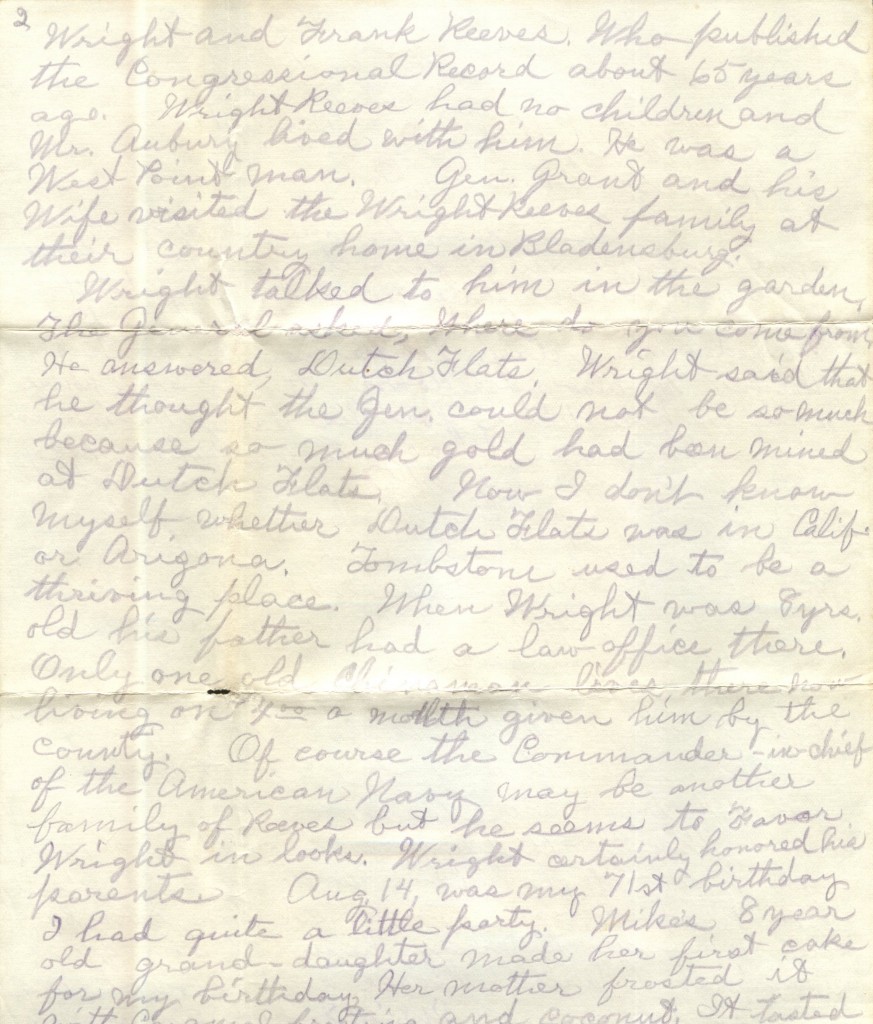 2
Wright and Frank Reeves. Who published
the Congressional Record about 65 years
ago. Wright Reeves had no children and
Mr. Aubury lived with him. He was a
West Point man. Gen. Grant and his
Wife visited the Wright Reeves family at
their country home in Bladensburg.
Wright talked to him in the garden,
The General asked, Where do you come from,
He answered, Dutch Flats. Wright said that
he thought the Gen. could not be so much
because so much gold had been mined
at Dutch Flats. Now I don't know
myself whether Dutch Flats was in Calif.
or Arizona. Tombstone used to be a
thriving place. When Wright was 8yrs.
old his father had a law office there.
Only one old Chinaman lives there now
living on 4.00 a month given him by the
county. Of course the Commander-in-chief
of the American Navy may be another
family of Reeves but he seems to Favor
Wright in looks. Wright certainly honored his
parents. Aug. 14, was my 71st birthday
I had quite a little party. Mike's 8 year
old grand-daughter made her first cake
for my birthday. Her mother frosted it
with Caramel frosting and coconut. It tasted